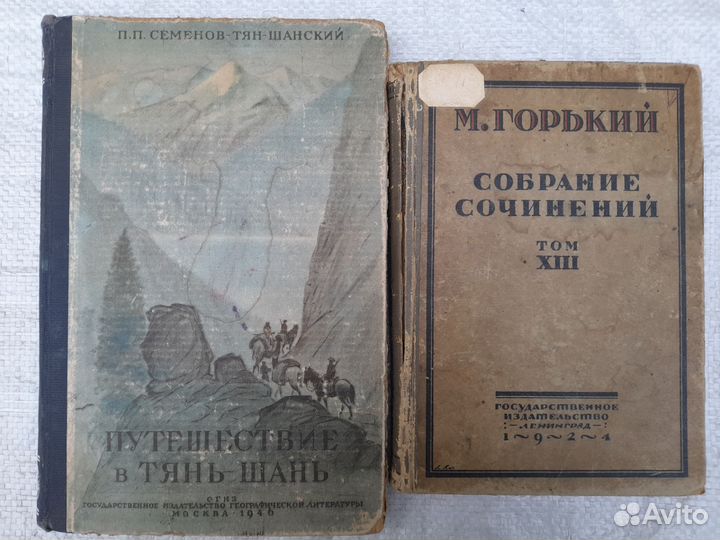 П.П. СЕМЕНОВ-ТЯН-ШАНСКИЙ
ПУТЕШЕСТВИЕ
В ТЯНЬ-ШАНЬ
ОГИЗ
ГОСУДАРСТВЕННОЕ ИЗДАТЕЛЬСТВО ГЕОГРАФИЧЕСКОЙ ЛИТЕРАТУРЫ
МОСКВА·1946
М.ГОРЬКИЙ
СОБРАНИЕ
СОЧИНЕНИЙ
ТОМ
XIII
ГОСУДАРСТВЕННОЕ
ИЗДАТЕЛЬСТВО
:-ЛЕНИНГРАД-:
1~9~2~4
Avito